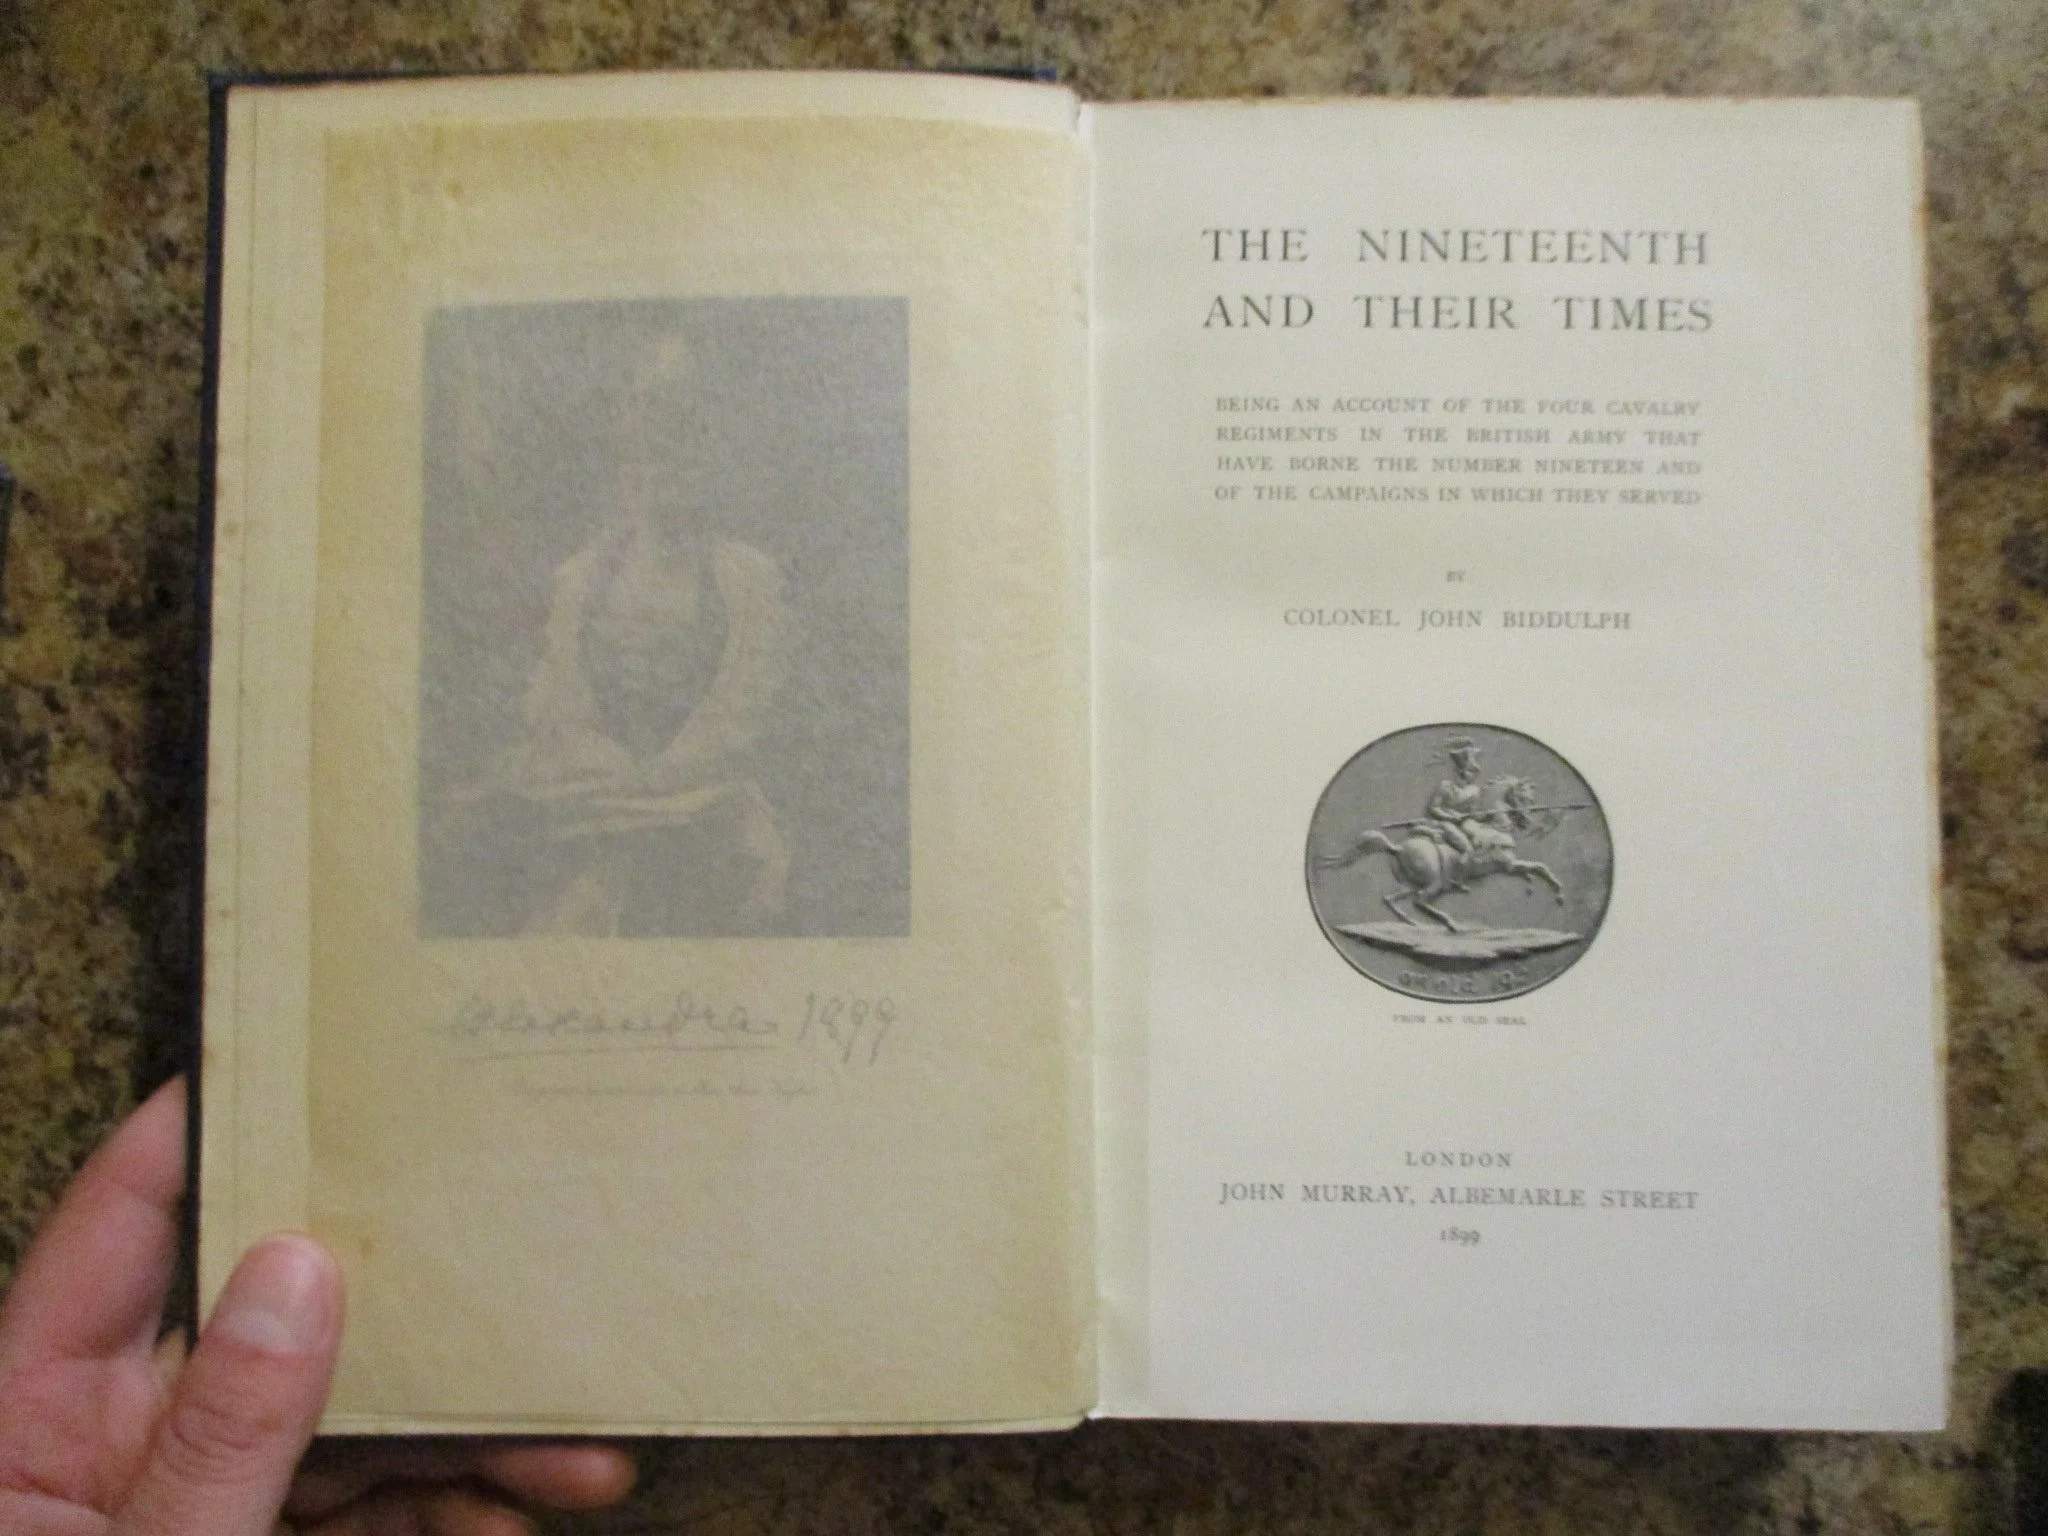 Alexandra 1899
THE NINETEENTH
AND THEIR TIMES
BEING AN ACCOUNT OF THE FOUR CAVALRY
REGIMENTS IN THE BRITISH ARMY THAT
HAVE BORNE THE NUMBER NINETEEN AND
OF THE CAMPAIGNS IN WHICH THEY SERVED
BY
COLONEL JOHN BIDDULPH
FROM AN OLD SEAL
LONDON
JOHN MURRAY, ALBEMARLE STREET
1899